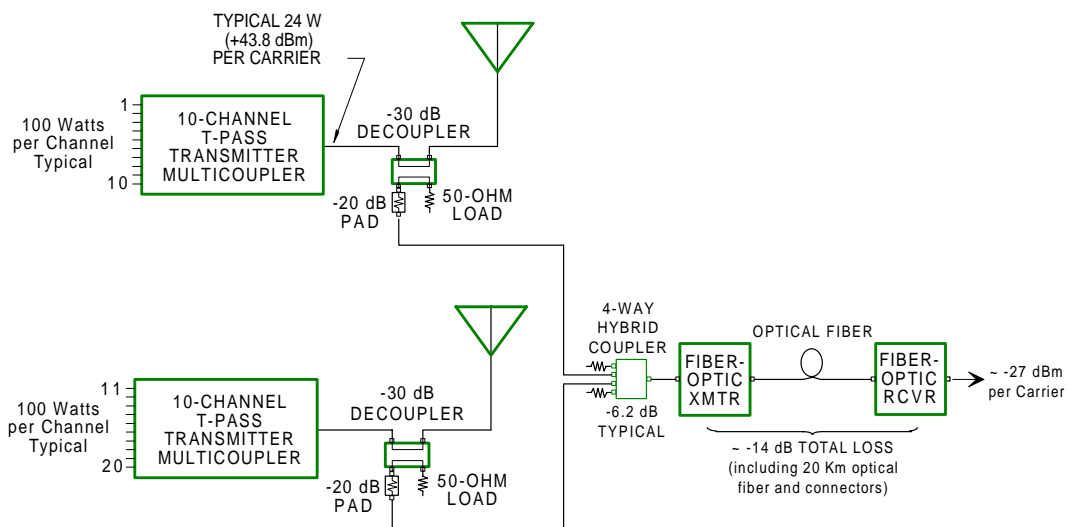 TYPICAL 24 W
(+43.8 dBm)
PER CARRIER
1
100 Watts
per Channel
Typical
10
10-CHANNEL
T-PASS
TRANSMITTER
MULTICOUPLER
-30 dB
DECOUPLER
-20 dB
PAD
50-OHM
LOAD
4-WAY
HYBRID
COUPLER
-6.2 dB
TYPICAL
FIBER-
OPTIC
XMTR
OPTICAL FIBER
FIBER-
OPTIC
RCVR
~ -27 dBm
per Carrier
~ -14 dB TOTAL LOSS
(including 20 Km optical
fiber and connectors)
11
100 Watts
per Channel
Typical
20
10-CHANNEL
T-PASS
TRANSMITTER
MULTICOUPLER
-30 dB
DECOUPLER
-20 dB
PAD
50-OHM
LOAD